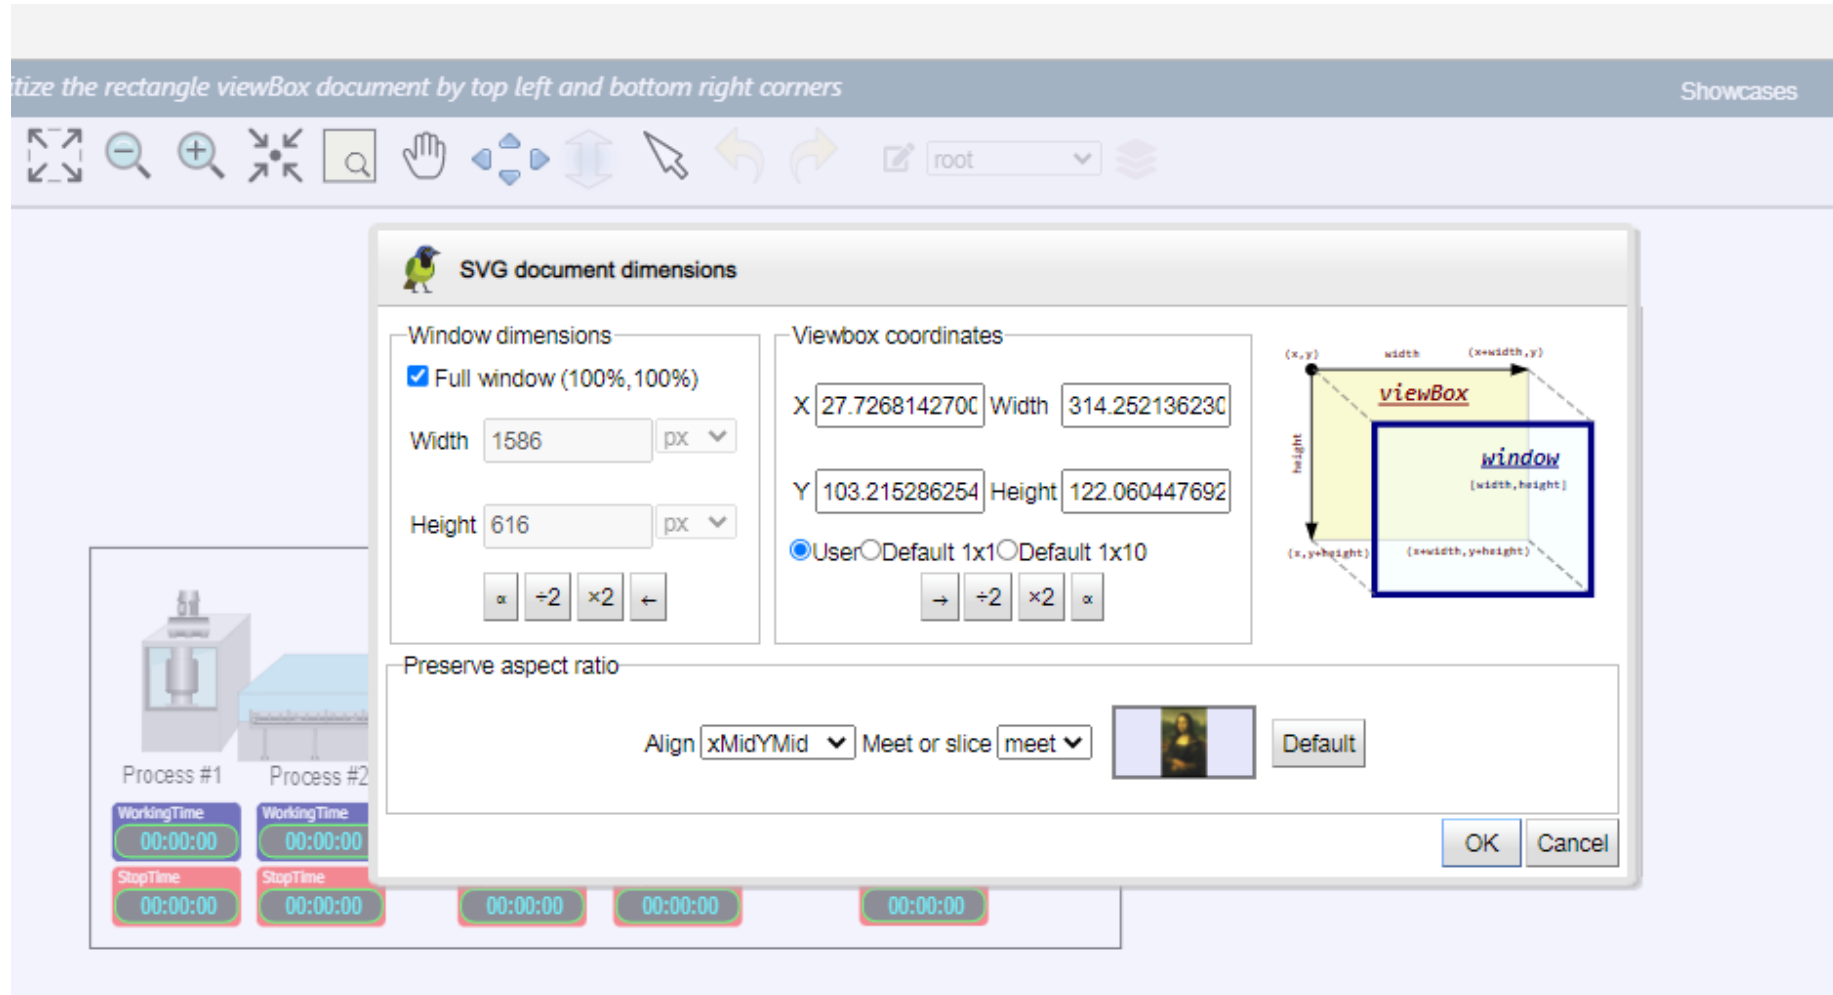 itize the rectangle viewBox document by top left and bottom right corners
Showcases
root
SVG document dimensions
Window dimensions
Full window (100%,100%)
Width 1586 px
Height 616 px
∝ ÷2 ×2 ←
Viewbox coordinates
X 27.7268142700 Width 314.252136230
Y 103.215286254 Height 122.060447692
User Default 1x1 Default 1x10
→ ÷2 ×2 ∝
(x,y) width (x+width,y)
viewBox
height
window
[width,height]
(x,y+height) (x+width,y+height)
Preserve aspect ratio
Align xMidYMid Meet or slice meet Default
OK Cancel
Process #1 Process #2
WorkingTime WorkingTime
00:00:00 00:00:00
StopTime StopTime
00:00:00 00:00:00 00:00:00 00:00:00 00:00:00